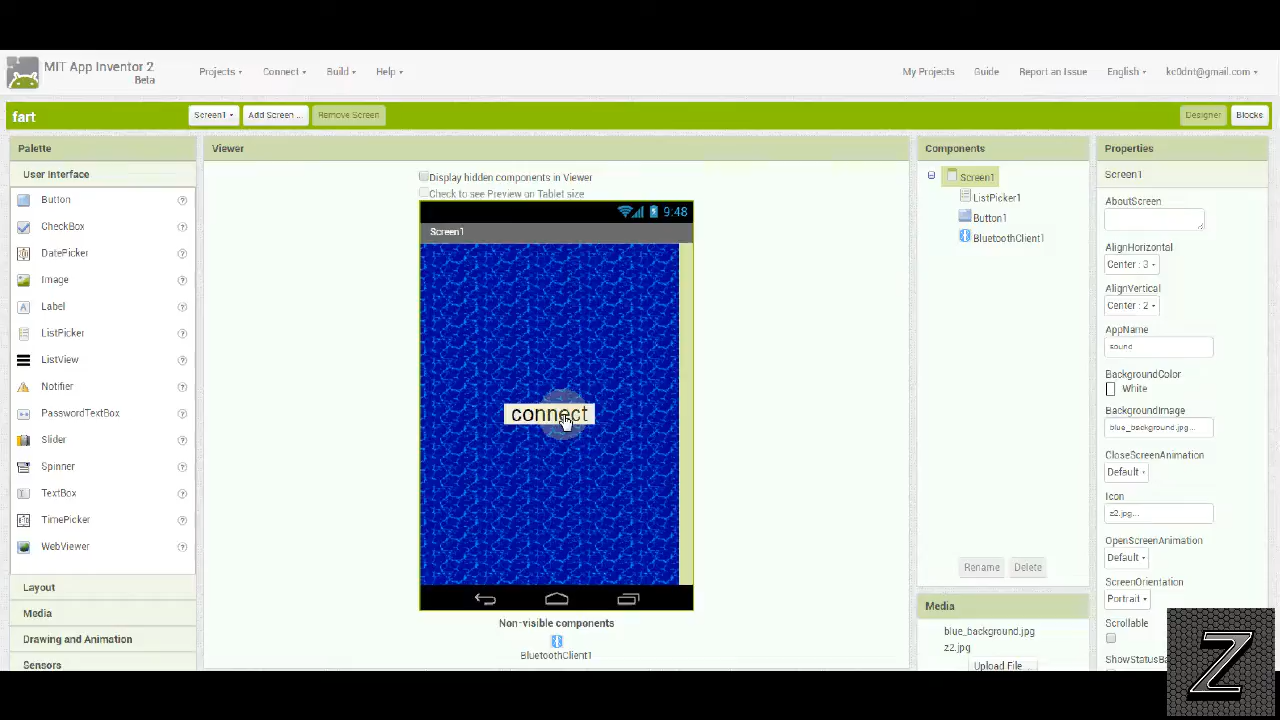 MIT App Inventor 2
Beta
Projects
Connect
Build
Help
My Projects
Guide
Report an Issue
English
kc0dnt@gmail.com
fart
Screen1
Add Screen ...
Remove Screen
Designer
Blocks
Palette
User Interface
Button
CheckBox
DatePicker
Image
Label
ListPicker
ListView
Notifier
PasswordTextBox
Slider
Spinner
TextBox
TimePicker
WebViewer
Layout
Media
Drawing and Animation
Sensors
Viewer
Display hidden components in Viewer
Check to see Preview on Tablet size
9:48
Screen1
connect
Non-visible components
BluetoothClient1
Components
Screen1
ListPicker1
Button1
BluetoothClient1
Rename
Delete
Media
blue_background.jpg
z2.jpg
Upload File ...
Properties
Screen1
AboutScreen
AlignHorizontal
Center : 3
AlignVertical
Center : 2
AppName
sound
BackgroundColor
White
BackgroundImage
blue_background.jpg...
CloseScreenAnimation
Default
Icon
z2.jpg...
OpenScreenAnimation
Default
ScreenOrientation
Portrait
Scrollable
ShowStatusBa
Z